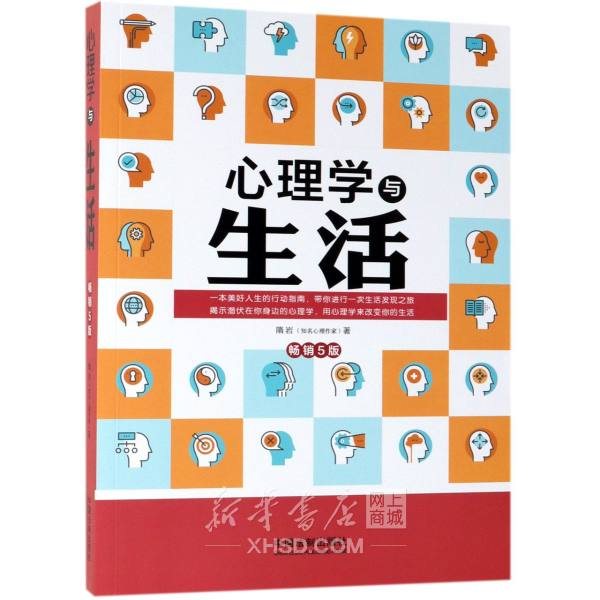 心理学与
生活
畅销5版
心理学与
生活
一本美好人生的行动指南，带你进行一次生活发现之旅
揭示潜伏在你身边的心理学，用心理学来改变你的生活
隋岩（知名心理作家）著
畅销5版
新华书店
网上
商城
XHSD.COM